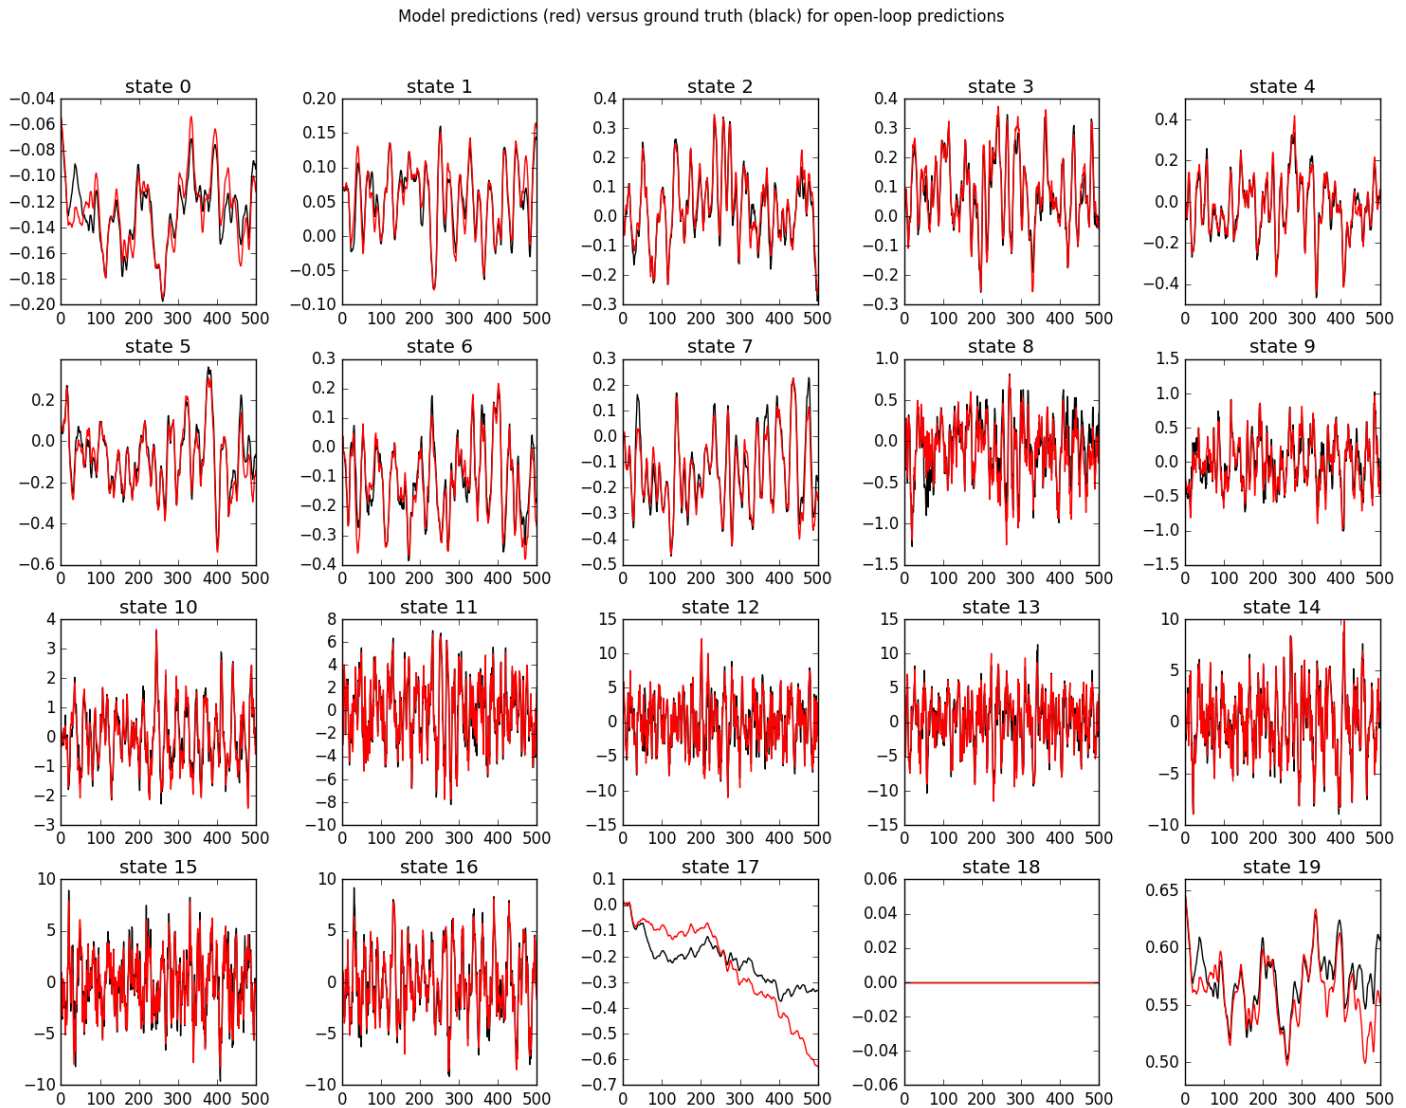 Model predictions (red) versus ground truth (black) for open-loop predictions
state 0 state 1 state 2 state 3 state 4
−0.04 −0.06 −0.08 −0.10 −0.12 −0.14 −0.16 −0.18 −0.20
0.20 0.15 0.10 0.05 0.00 −0.05 −0.10
0.4 0.3 0.2 0.1 0.0 −0.1 −0.2 −0.3
0.4 0.3 0.2 0.1 0.0 −0.1 −0.2 −0.3
0.4 0.2 0.0 −0.2 −0.4
0 100 200 300 400 500 0 100 200 300 400 500 0 100 200 300 400 500 0 100 200 300 400 500 0 100 200 300 400 500
state 5 state 6 state 7 state 8 state 9
0.2 0.0 −0.2 −0.4 −0.6
0.3 0.2 0.1 0.0 −0.1 −0.2 −0.3 −0.4
0.3 0.2 0.1 0.0 −0.1 −0.2 −0.3 −0.4 −0.5
1.0 0.5 0.0 −0.5 −1.0 −1.5
1.5 1.0 0.5 0.0 −0.5 −1.0 −1.5
0 100 200 300 400 500 0 100 200 300 400 500 0 100 200 300 400 500 0 100 200 300 400 500 0 100 200 300 400 500
state 10 state 11 state 12 state 13 state 14
4 3 2 1 0 −1 −2 −3
8 6 4 2 0 −2 −4 −6 −8 −10
15 10 5 0 −5 −10 −15
15 10 5 0 −5 −10 −15
10 5 0 −5 −10
0 100 200 300 400 500 0 100 200 300 400 500 0 100 200 300 400 500 0 100 200 300 400 500 0 100 200 300 400 500
state 15 state 16 state 17 state 18 state 19
10 5 0 −5 −10
10 5 0 −5 −10
0.1 0.0 −0.1 −0.2 −0.3 −0.4 −0.5 −0.6 −0.7
0.06 0.04 0.02 0.00 −0.02 −0.04 −0.06
0.65 0.60 0.55 0.50
0 100 200 300 400 500 0 100 200 300 400 500 0 100 200 300 400 500 0 100 200 300 400 500 0 100 200 300 400 500